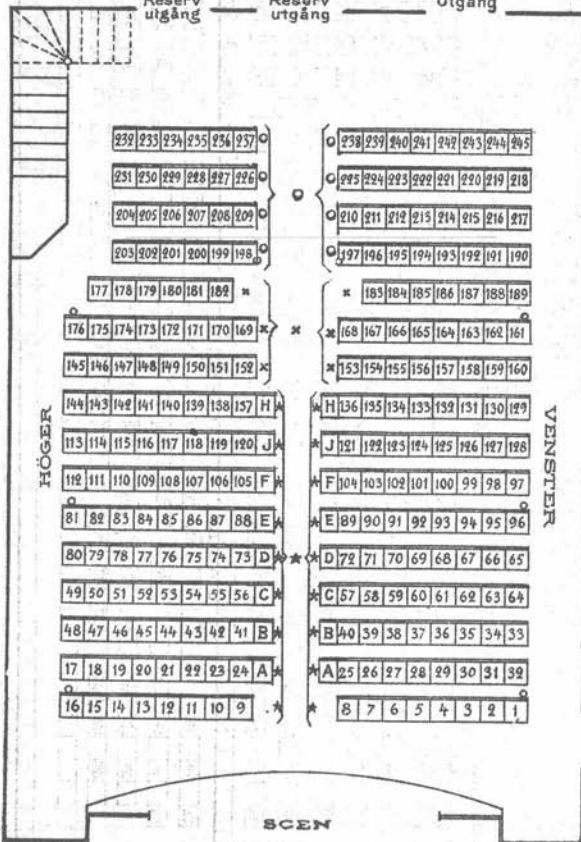 Reserv utgång Reserv utgång Utgång
232 233 234 235 236 237 238 239 240 241 242 243 244 245
231 230 229 228 227 226 225 224 223 222 221 220 219 218
204 205 206 207 208 209 210 211 212 213 214 215 216 217
203 202 201 200 199 198 197 196 195 194 193 192 191 190
177 178 179 180 181 182 183 184 185 186 187 188 189
176 175 174 173 172 171 170 169 168 167 166 165 164 163 162 161
145 146 147 148 149 150 151 152 153 154 155 156 157 158 159 160
144 143 142 141 140 139 138 137 H H 136 135 134 133 132 131 130 129
HÖGER
VENSTER
113 114 115 116 117 118 119 120 J J 121 122 123 124 125 126 127 128
112 111 110 109 108 107 106 105 F F 104 103 102 101 100 99 98 97
81 82 83 84 85 86 87 88 E E 89 90 91 92 93 94 95 96
80 79 78 77 76 75 74 73 D D 72 71 70 69 68 67 66 65
49 50 51 52 53 54 55 56 C C 57 58 59 60 61 62 63 64
48 47 46 45 44 43 42 41 B B 40 39 38 37 36 35 34 33
17 18 19 20 21 22 23 24 A A 25 26 27 28 29 30 31 32
16 15 14 13 12 11 10 9 8 7 6 5 4 3 2 1
SCEN